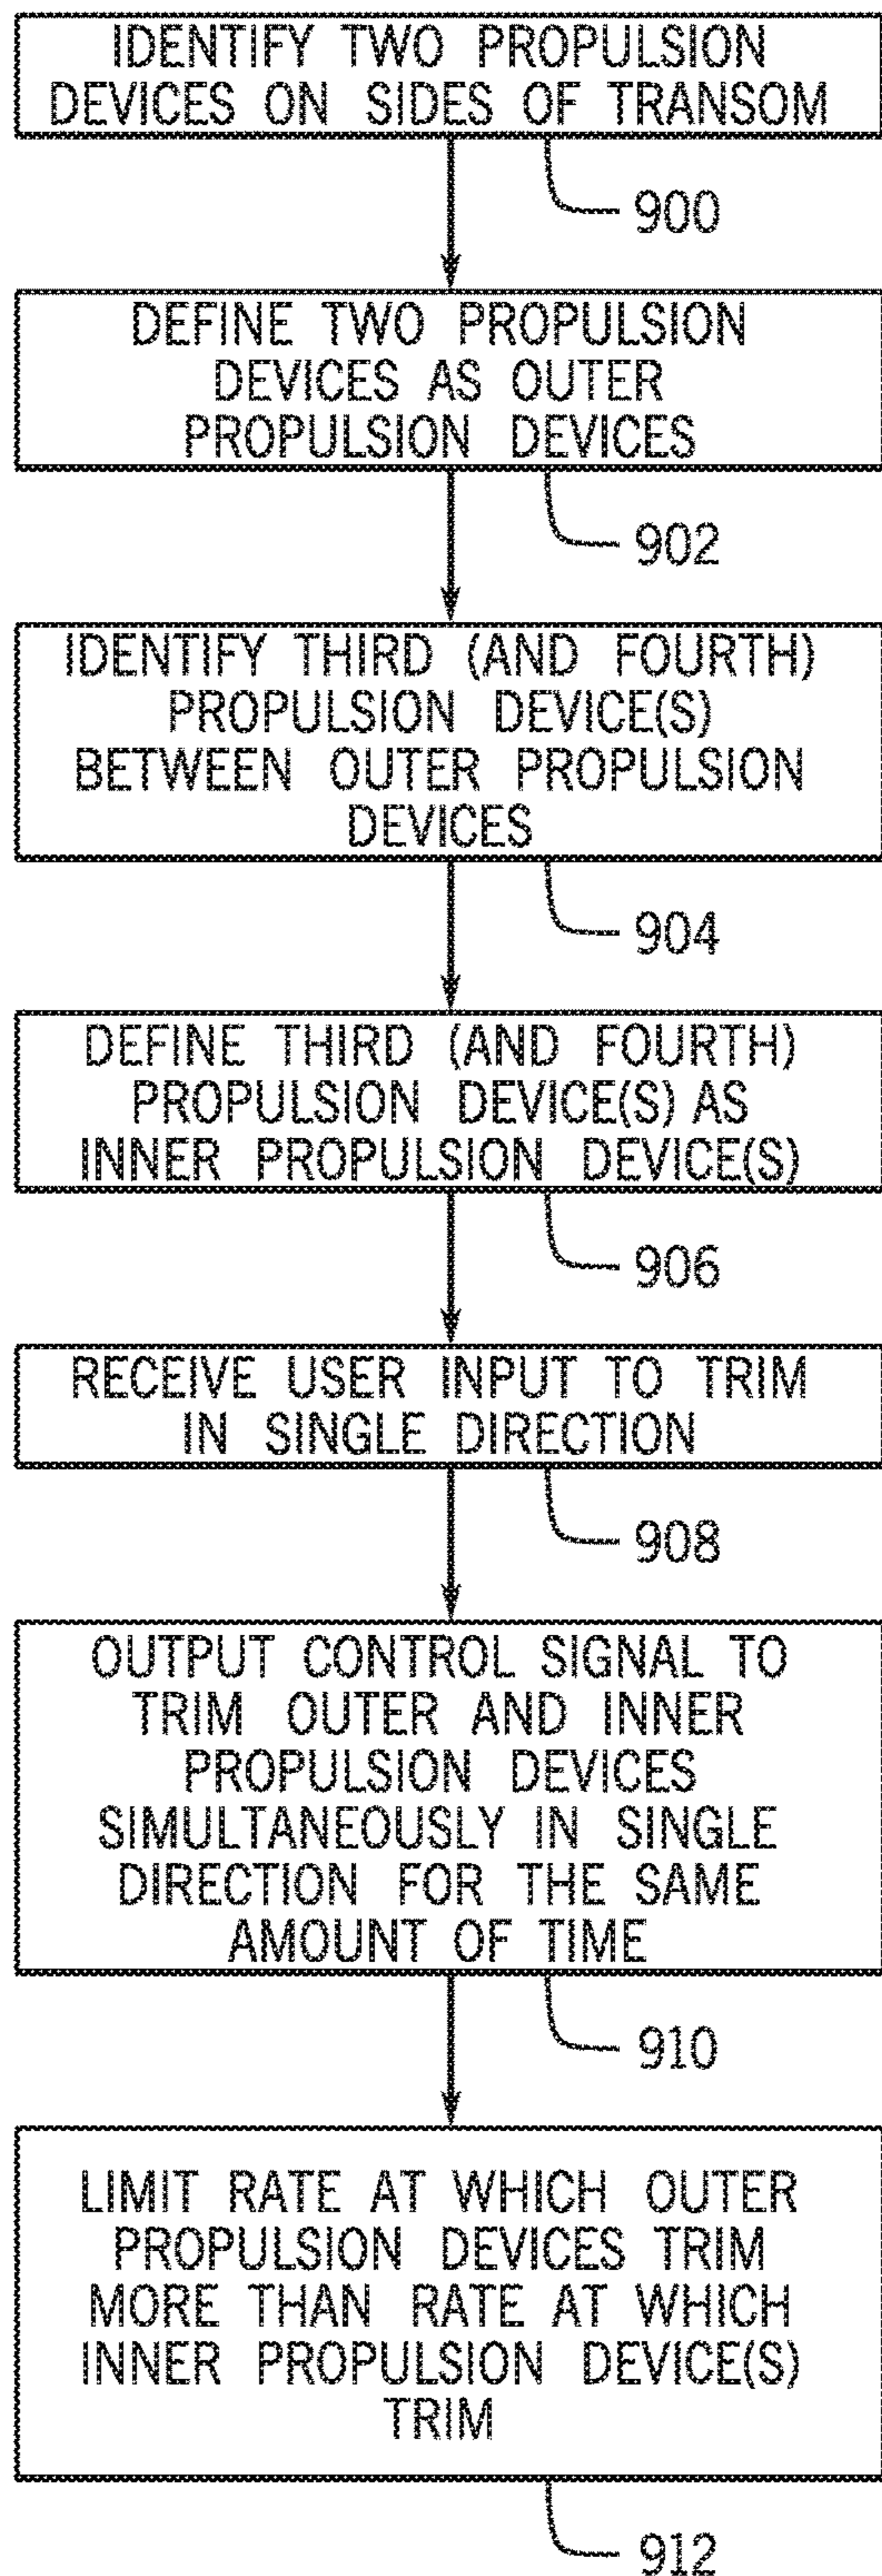 IDENTIFY TWO PROPULSION
DEVICES ON SIDES OF TRANSOM
900
DEFINE TWO PROPULSION
DEVICES AS OUTER
PROPULSION DEVICES
902
IDENTIFY THIRD (AND FOURTH)
PROPULSION DEVICE(S)
BETWEEN OUTER PROPULSION
DEVICES
904
DEFINE THIRD (AND FOURTH)
PROPULSION DEVICE(S) AS
INNER PROPULSION DEVICE(S)
906
RECEIVE USER INPUT TO TRIM
IN SINGLE DIRECTION
908
OUTPUT CONTROL SIGNAL TO
TRIM OUTER AND INNER
PROPULSION DEVICES
SIMULTANEOUSLY IN SINGLE
DIRECTION FOR THE SAME
AMOUNT OF TIME
910
LIMIT RATE AT WHICH OUTER
PROPULSION DEVICES TRIM
MORE THAN RATE AT WHICH
INNER PROPULSION DEVICE(S)
TRIM
912